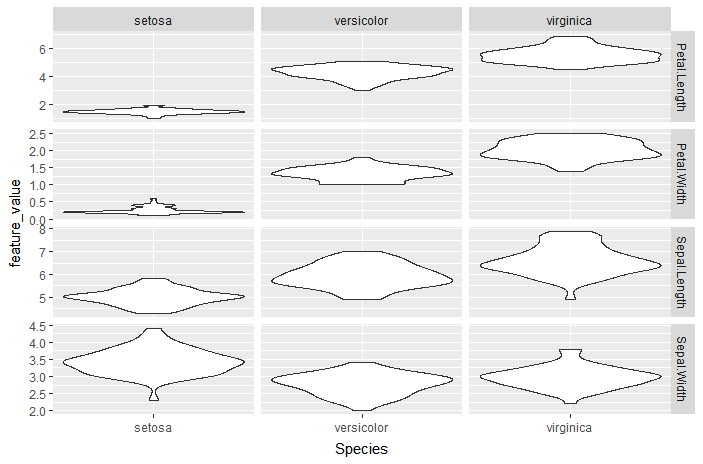 setosa
versicolor
virginica
Petal.Length
Petal.Width
Sepal.Length
Sepal.Width
feature_value
6
4
2
2.5
2.0
1.5
1.0
0.5
0.0
8
7
6
5
4.5
4.0
3.5
3.0
2.5
2.0
setosa
versicolor
virginica
Species